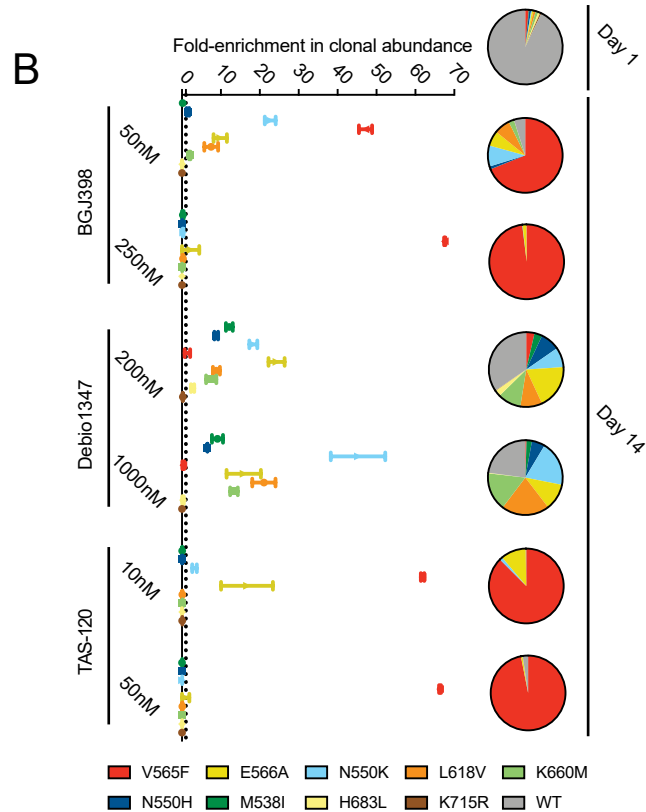 B
Fold-enrichment in clonal abundance
0 10 20 30 40 50 60 70
Day 1
BGJ398
50nM
250nM
Debio1347
200nM
1000nM
TAS-120
10nM
50nM
Day 14
V565F E566A N550K L618V K660M
N550H M538I H683L K715R WT